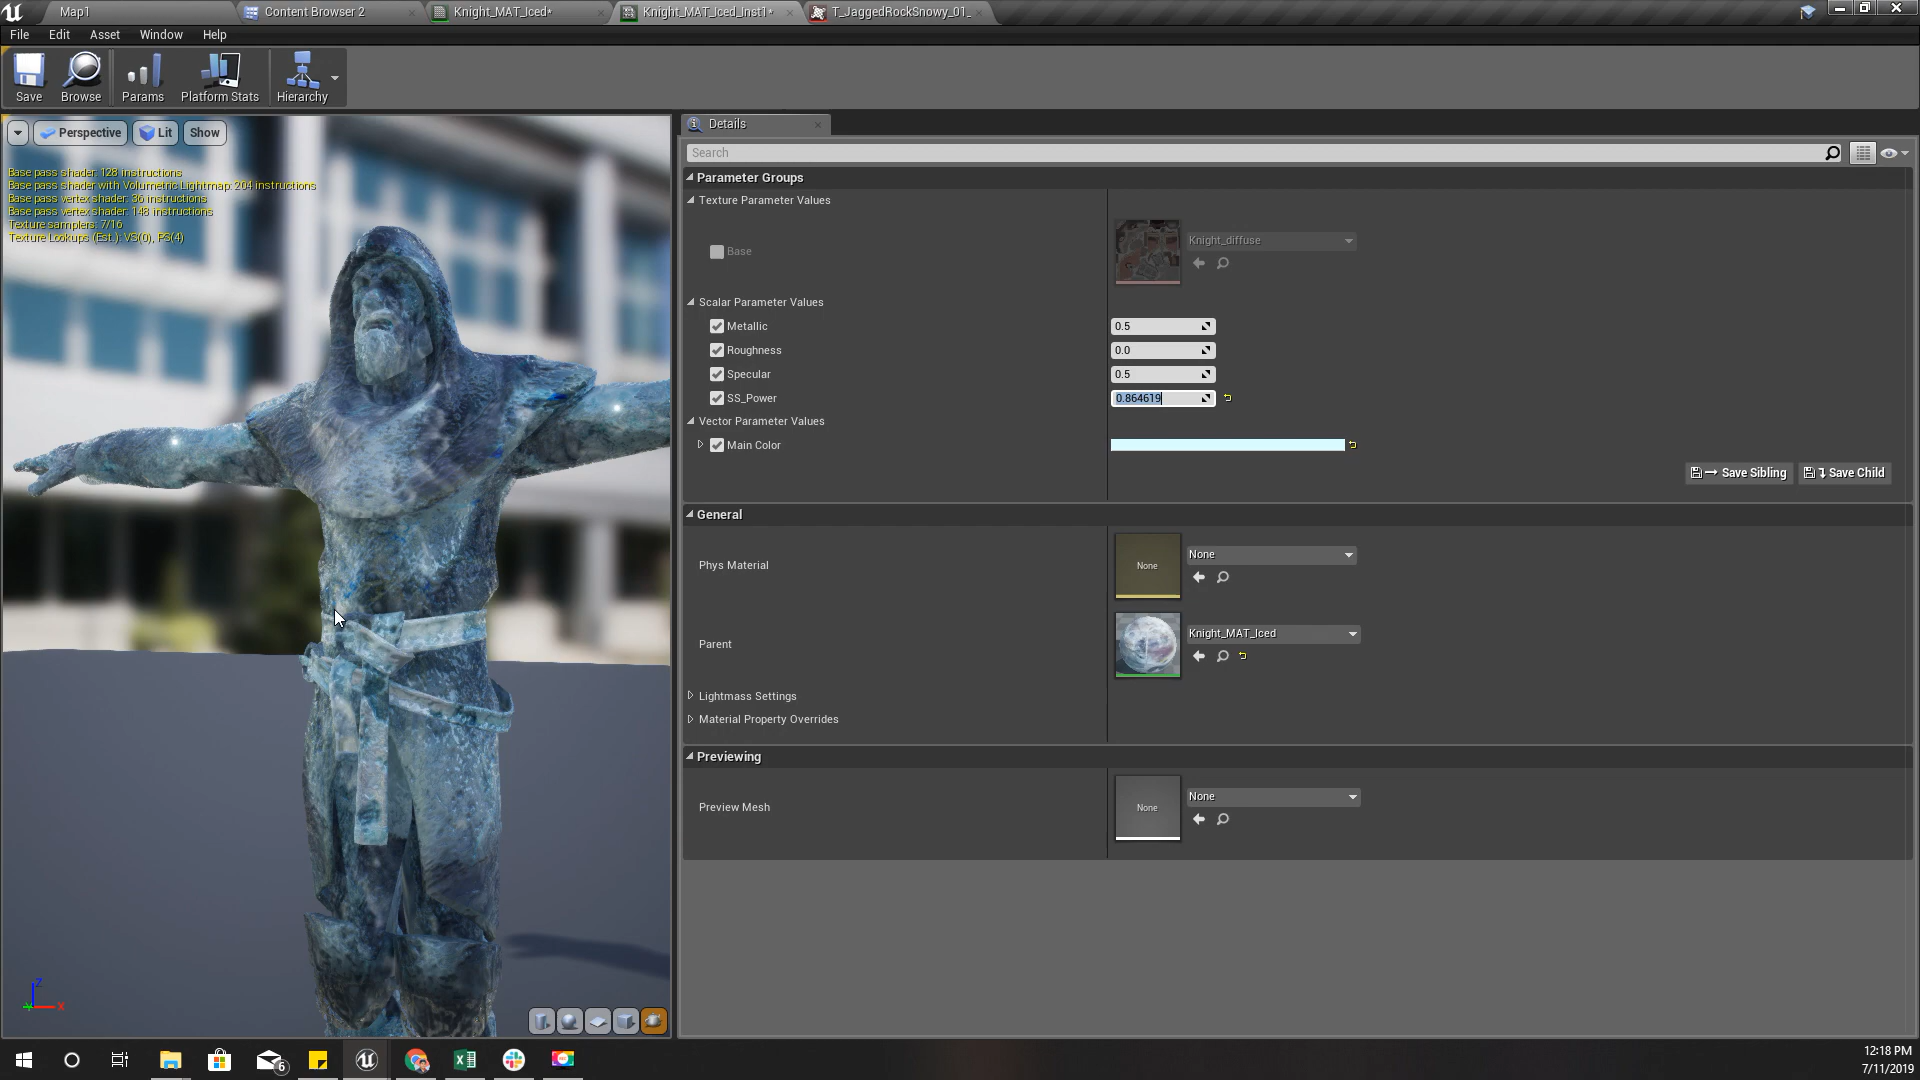 Map1
Content Browser 2
Knight_MAT_Iced*
Knight_MAT_Iced_Inst1*
T_JaggedRockSnowy_01_
File Edit Asset Window Help
Save Browse Params Platform Stats Hierarchy
Perspective Lit Show
Base pass shader: 128 instructions
Base pass shader with Volumetric Lightmap: 204 instructions
Base pass vertex shader: 36 instructions
Base pass vertex shader: 148 instructions
Texture samplers: 7/16
Texture Lookups (Est.): VS(0), PS(4)
Z
X
Details
Search
Parameter Groups
Texture Parameter Values
Base
Knight_diffuse
Scalar Parameter Values
Metallic 0.5
Roughness 0.0
Specular 0.5
SS_Power 0.864619
Vector Parameter Values
Main Color
Save Sibling Save Child
General
Phys Material
None
None
Parent
Knight_MAT_Iced
Lightmass Settings
Material Property Overrides
Previewing
Preview Mesh
None
None
6
12:18 PM
7/11/2019